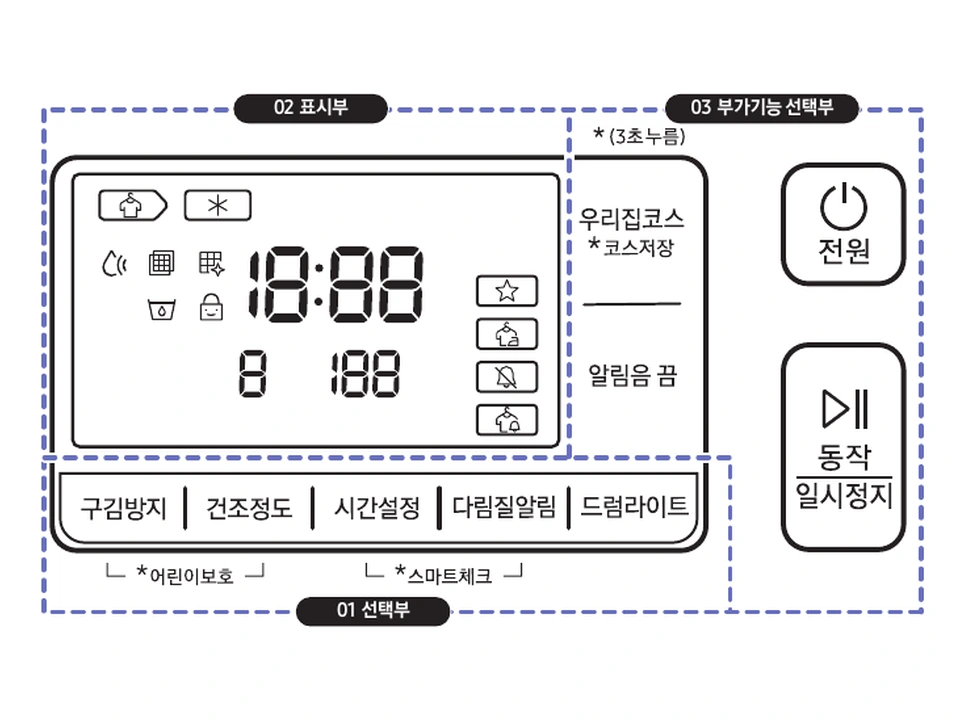 02 표시부
03 부가기능 선택부
*(3초누름)
우리집코스
*코스저장
알림음 끔
전원
동작
일시정지
18:88
8 188
구김방지 건조정도 시간설정 다림질알림 드럼라이트
*어린이보호 *스마트체크
01 선택부